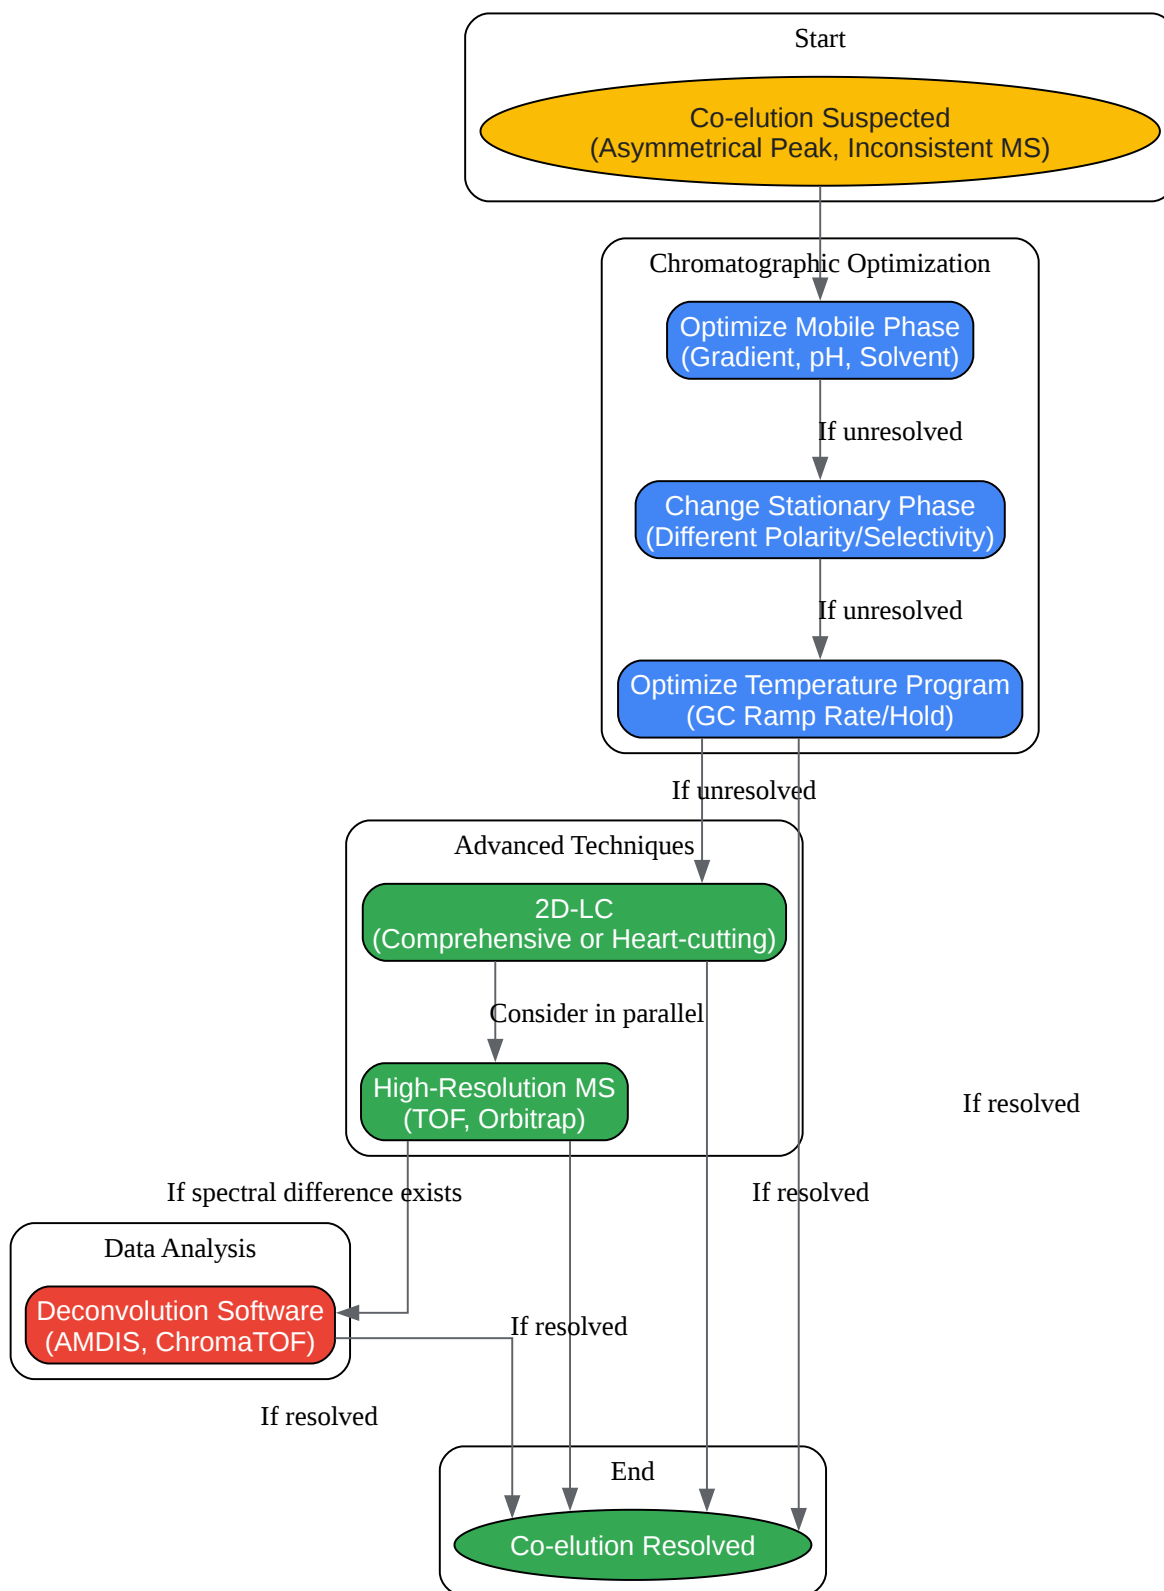 Start
Co-elution Suspected
(Asymmetrical Peak, Inconsistent MS)
Chromatographic Optimization
Optimize Mobile Phase
(Gradient, pH, Solvent)
If unresolved
Change Stationary Phase
(Different Polarity/Selectivity)
If unresolved
Optimize Temperature Program
(GC Ramp Rate/Hold)
If unresolved
Advanced Techniques
2D-LC
(Comprehensive or Heart-cutting)
Consider in parallel
High-Resolution MS
(TOF, Orbitrap)
If resolved
If spectral difference exists
If resolved
Data Analysis
Deconvolution Software
(AMDIS, ChromaTOF)
If resolved
If resolved
End
Co-elution Resolved